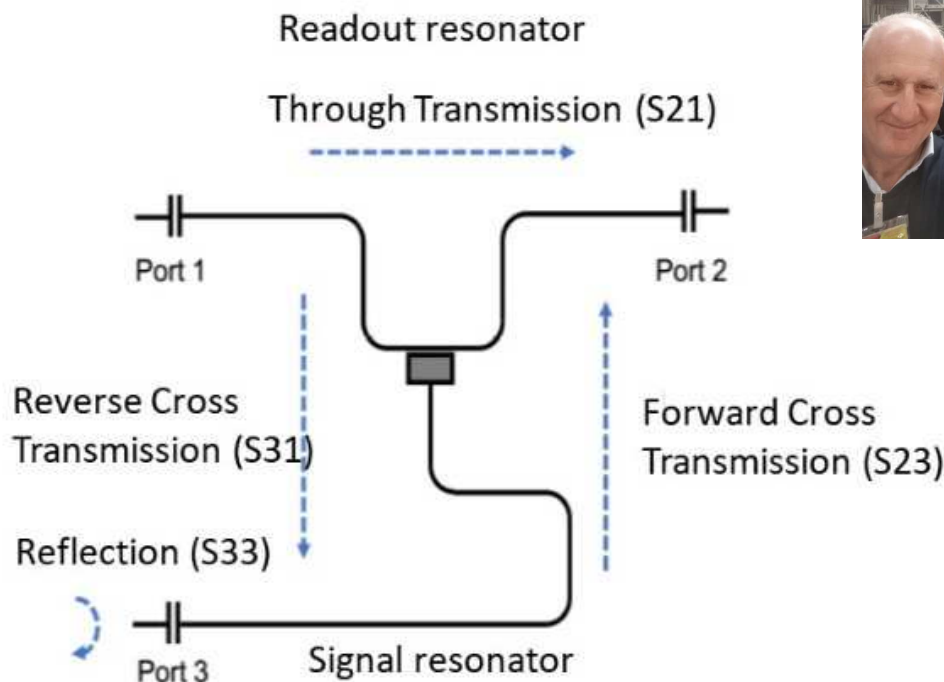 Readout resonator
Through Transmission (S21)
Port 1
Port 2
Reverse Cross
Transmission (S31)
Forward Cross
Transmission (S23)
Reflection (S33)
Port 3
Signal resonator